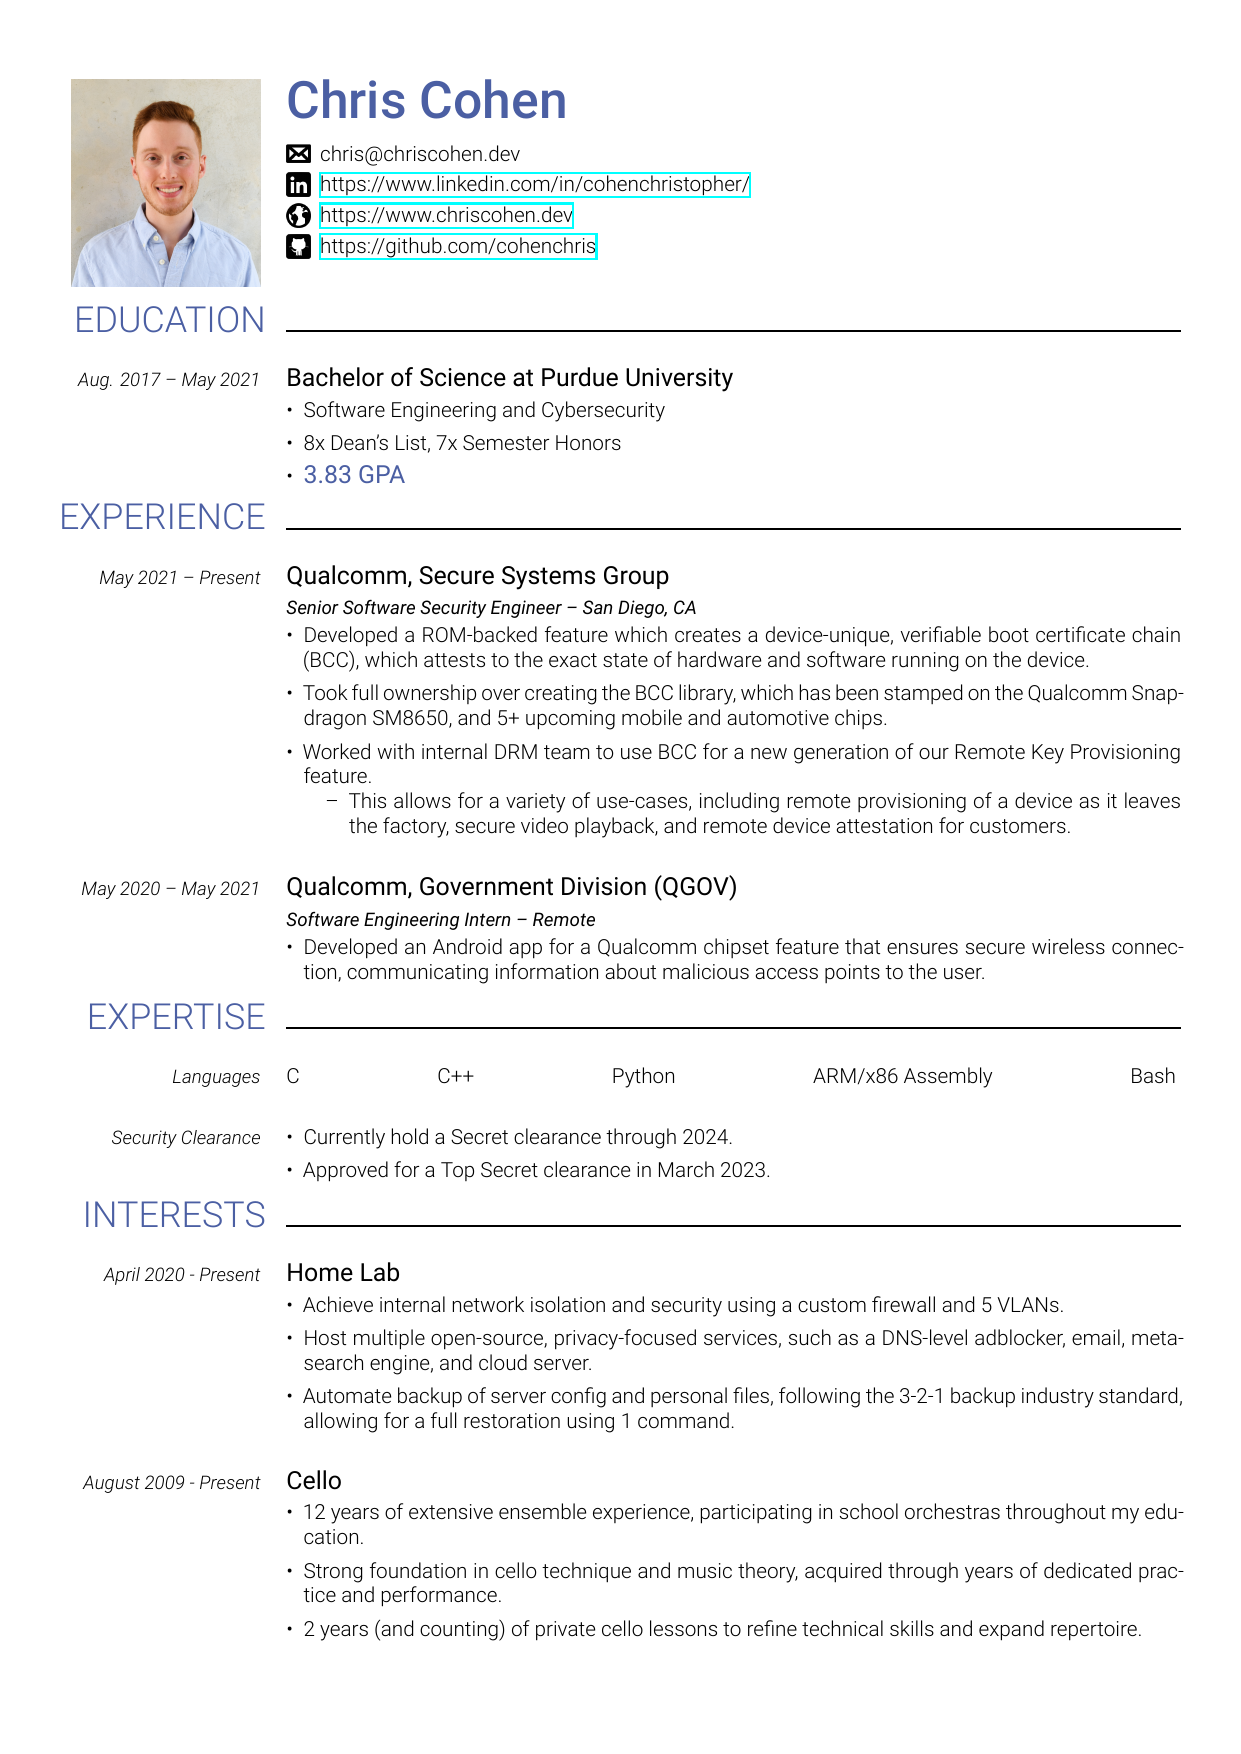 Chris Cohen
chris@chriscohen.dev
https://www.linkedin.com/in/cohenchristopher/
https://www.chriscohen.dev
https://github.com/cohenchris
EDUCATION
Aug. 2017 – May 2021 Bachelor of Science at Purdue University
• Software Engineering and Cybersecurity
• 8x Dean's List, 7x Semester Honors
• 3.83 GPA
EXPERIENCE
May 2021 – Present Qualcomm, Secure Systems Group
Senior Software Security Engineer – San Diego, CA
• Developed a ROM-backed feature which creates a device-unique, verifiable boot certificate chain
(BCC), which attests to the exact state of hardware and software running on the device.
• Took full ownership over creating the BCC library, which has been stamped on the Qualcomm Snap-
dragon SM8650, and 5+ upcoming mobile and automotive chips.
• Worked with internal DRM team to use BCC for a new generation of our Remote Key Provisioning
feature.
– This allows for a variety of use-cases, including remote provisioning of a device as it leaves
the factory, secure video playback, and remote device attestation for customers.
May 2020 – May 2021 Qualcomm, Government Division (QGOV)
Software Engineering Intern – Remote
• Developed an Android app for a Qualcomm chipset feature that ensures secure wireless connec-
tion, communicating information about malicious access points to the user.
EXPERTISE
Languages C C++ Python ARM/x86 Assembly Bash
Security Clearance • Currently hold a Secret clearance through 2024.
• Approved for a Top Secret clearance in March 2023.
INTERESTS
April 2020 - Present Home Lab
• Achieve internal network isolation and security using a custom firewall and 5 VLANs.
• Host multiple open-source, privacy-focused services, such as a DNS-level adblocker, email, meta-
search engine, and cloud server.
• Automate backup of server config and personal files, following the 3-2-1 backup industry standard,
allowing for a full restoration using 1 command.
August 2009 - Present Cello
• 12 years of extensive ensemble experience, participating in school orchestras throughout my edu-
cation.
• Strong foundation in cello technique and music theory, acquired through years of dedicated prac-
tice and performance.
• 2 years (and counting) of private cello lessons to refine technical skills and expand repertoire.